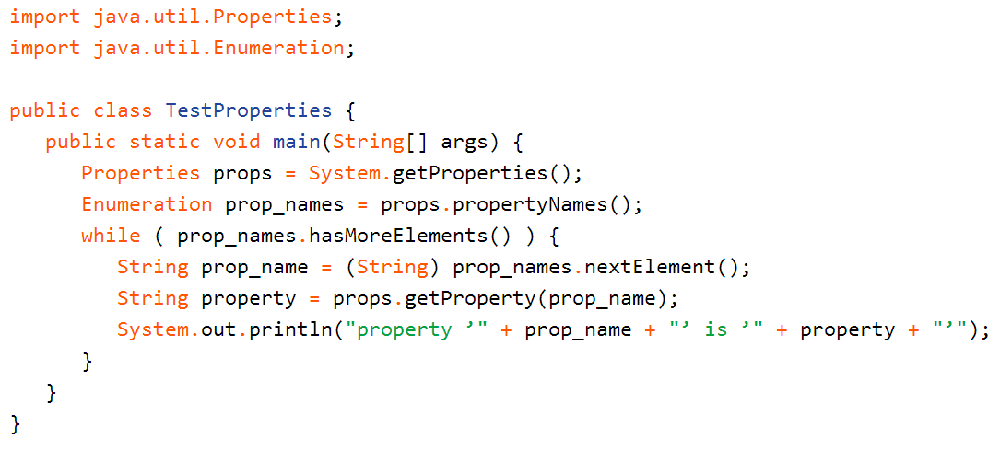 import java.util.Properties;
import java.util.Enumeration;

public class TestProperties {
   public static void main(String[] args) {
      Properties props = System.getProperties();
      Enumeration prop_names = props.propertyNames();
      while ( prop_names.hasMoreElements() ) {
         String prop_name = (String) prop_names.nextElement();
         String property = props.getProperty(prop_name);
         System.out.println("property ’" + prop_name + "’ is ’" + property + "’");
      }
   }
}